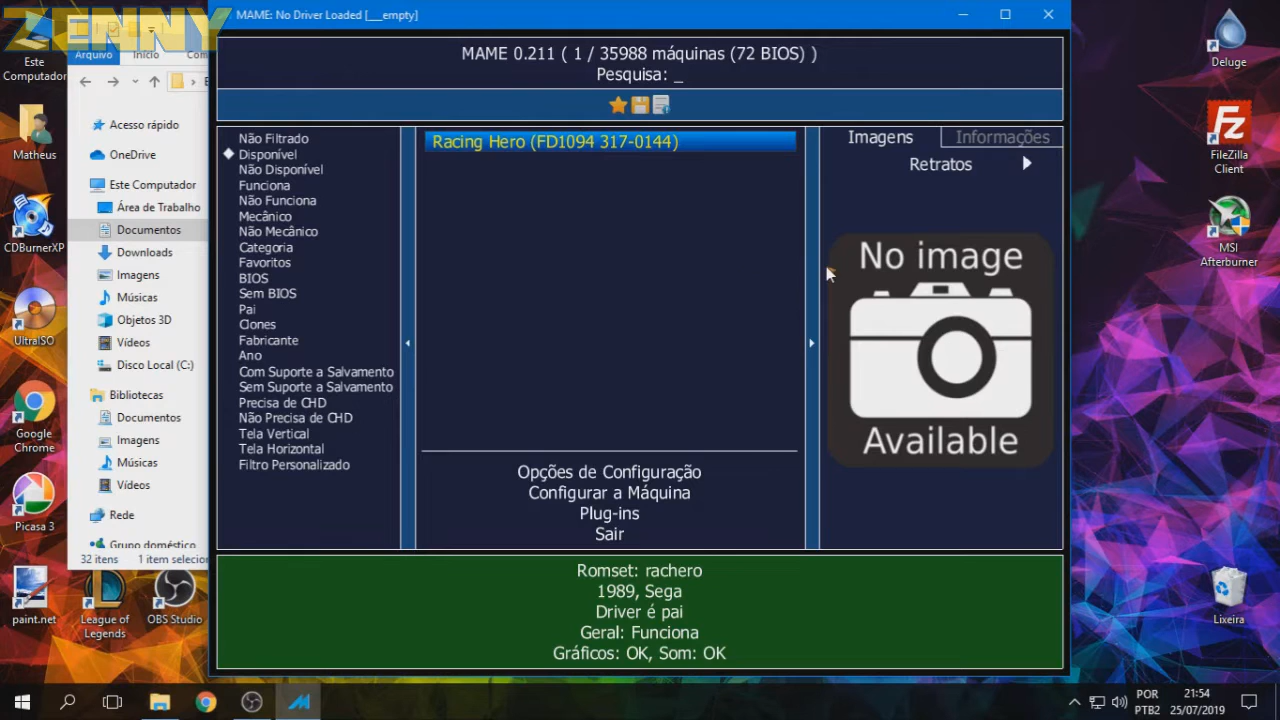 ZENNY
MAME: No Driver Loaded [___empty]
MAME 0.211 ( 1 / 35988 máquinas (72 BIOS) )
Pesquisa: _
Não Filtrado
Disponível
Não Disponível
Funciona
Não Funciona
Mecânico
Não Mecânico
Categoria
Favoritos
BIOS
Sem BIOS
Pai
Clones
Fabricante
Ano
Com Suporte a Salvamento
Sem Suporte a Salvamento
Precisa de CHD
Não Precisa de CHD
Tela Vertical
Tela Horizontal
Filtro Personalizado
Racing Hero (FD1094 317-0144)
Opções de Configuração
Configurar a Máquina
Plug-ins
Sair
Imagens
Informações
Retratos
No image
Available
Romset: rachero
1989, Sega
Driver é pai
Geral: Funciona
Gráficos: OK, Som: OK
Arquivo
Início
Com
Acesso rápido
OneDrive
Este Computador
Área de Trabalho
Documentos
Downloads
Imagens
Músicas
Objetos 3D
Vídeos
Disco Local (C:)
Bibliotecas
Documentos
Imagens
Músicas
Vídeos
Rede
Grupo doméstico
32 itens
1 item selecior
Este
Computador
Matheus
CDBurnerXP
UltraISO
Google
Chrome
Picasa 3
paint.net
League of
Legends
OBS Studio
Deluge
FileZilla
Client
MSI
Afterburner
Lixeira
POR
PTB2
21:54
25/07/2019